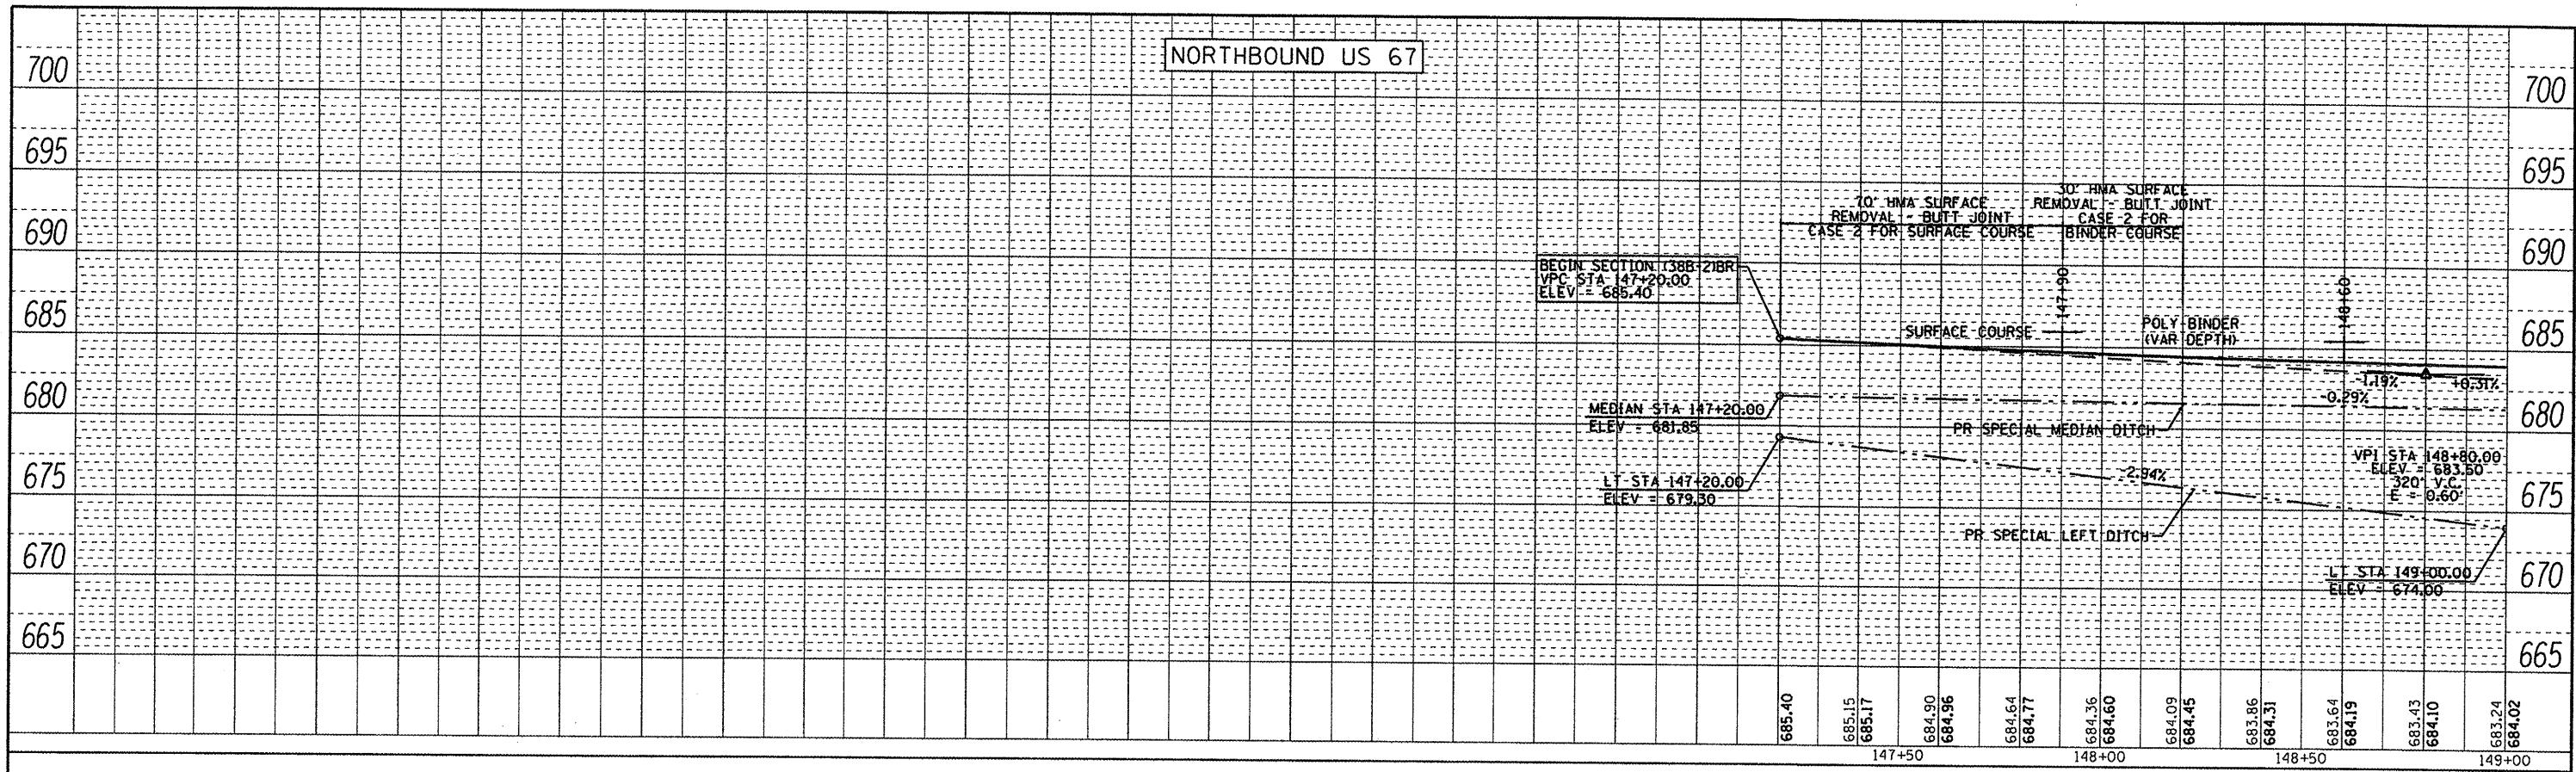 NORTHBOUND US 67
700
695
690
685
680
675
670
665
700
695
690
685
680
675
670
665
70' HMA SURFACE
REMOVAL - BUTT JOINT
CASE 2 FOR SURFACE COURSE
30' HMA SURFACE
REMOVAL - BUTT JOINT
CASE 2 FOR
BINDER COURSE
BEGIN SECTION (38B-2)BR
VPC STA 147+20.00
ELEV = 685.40
147+90
148+60
SURFACE COURSE
POLY BINDER
(VAR DEPTH)
-1.19%
+0.31%
-0.29%
MEDIAN STA 147+20.00
ELEV = 681.85
PR SPECIAL MEDIAN DITCH
LT STA 147+20.00
ELEV = 679.30
-2.94%
VPI STA 148+80.00
ELEV = 683.50
320' V.C.
E = 0.60'
PR SPECIAL LEFT DITCH
LT STA 149+00.00
ELEV = 674.00
685.40
685.15
685.17
684.90
684.96
684.64
684.77
684.36
684.60
684.09
684.45
683.86
684.31
683.64
684.19
683.43
684.10
683.24
684.02
147+50
148+00
148+50
149+00